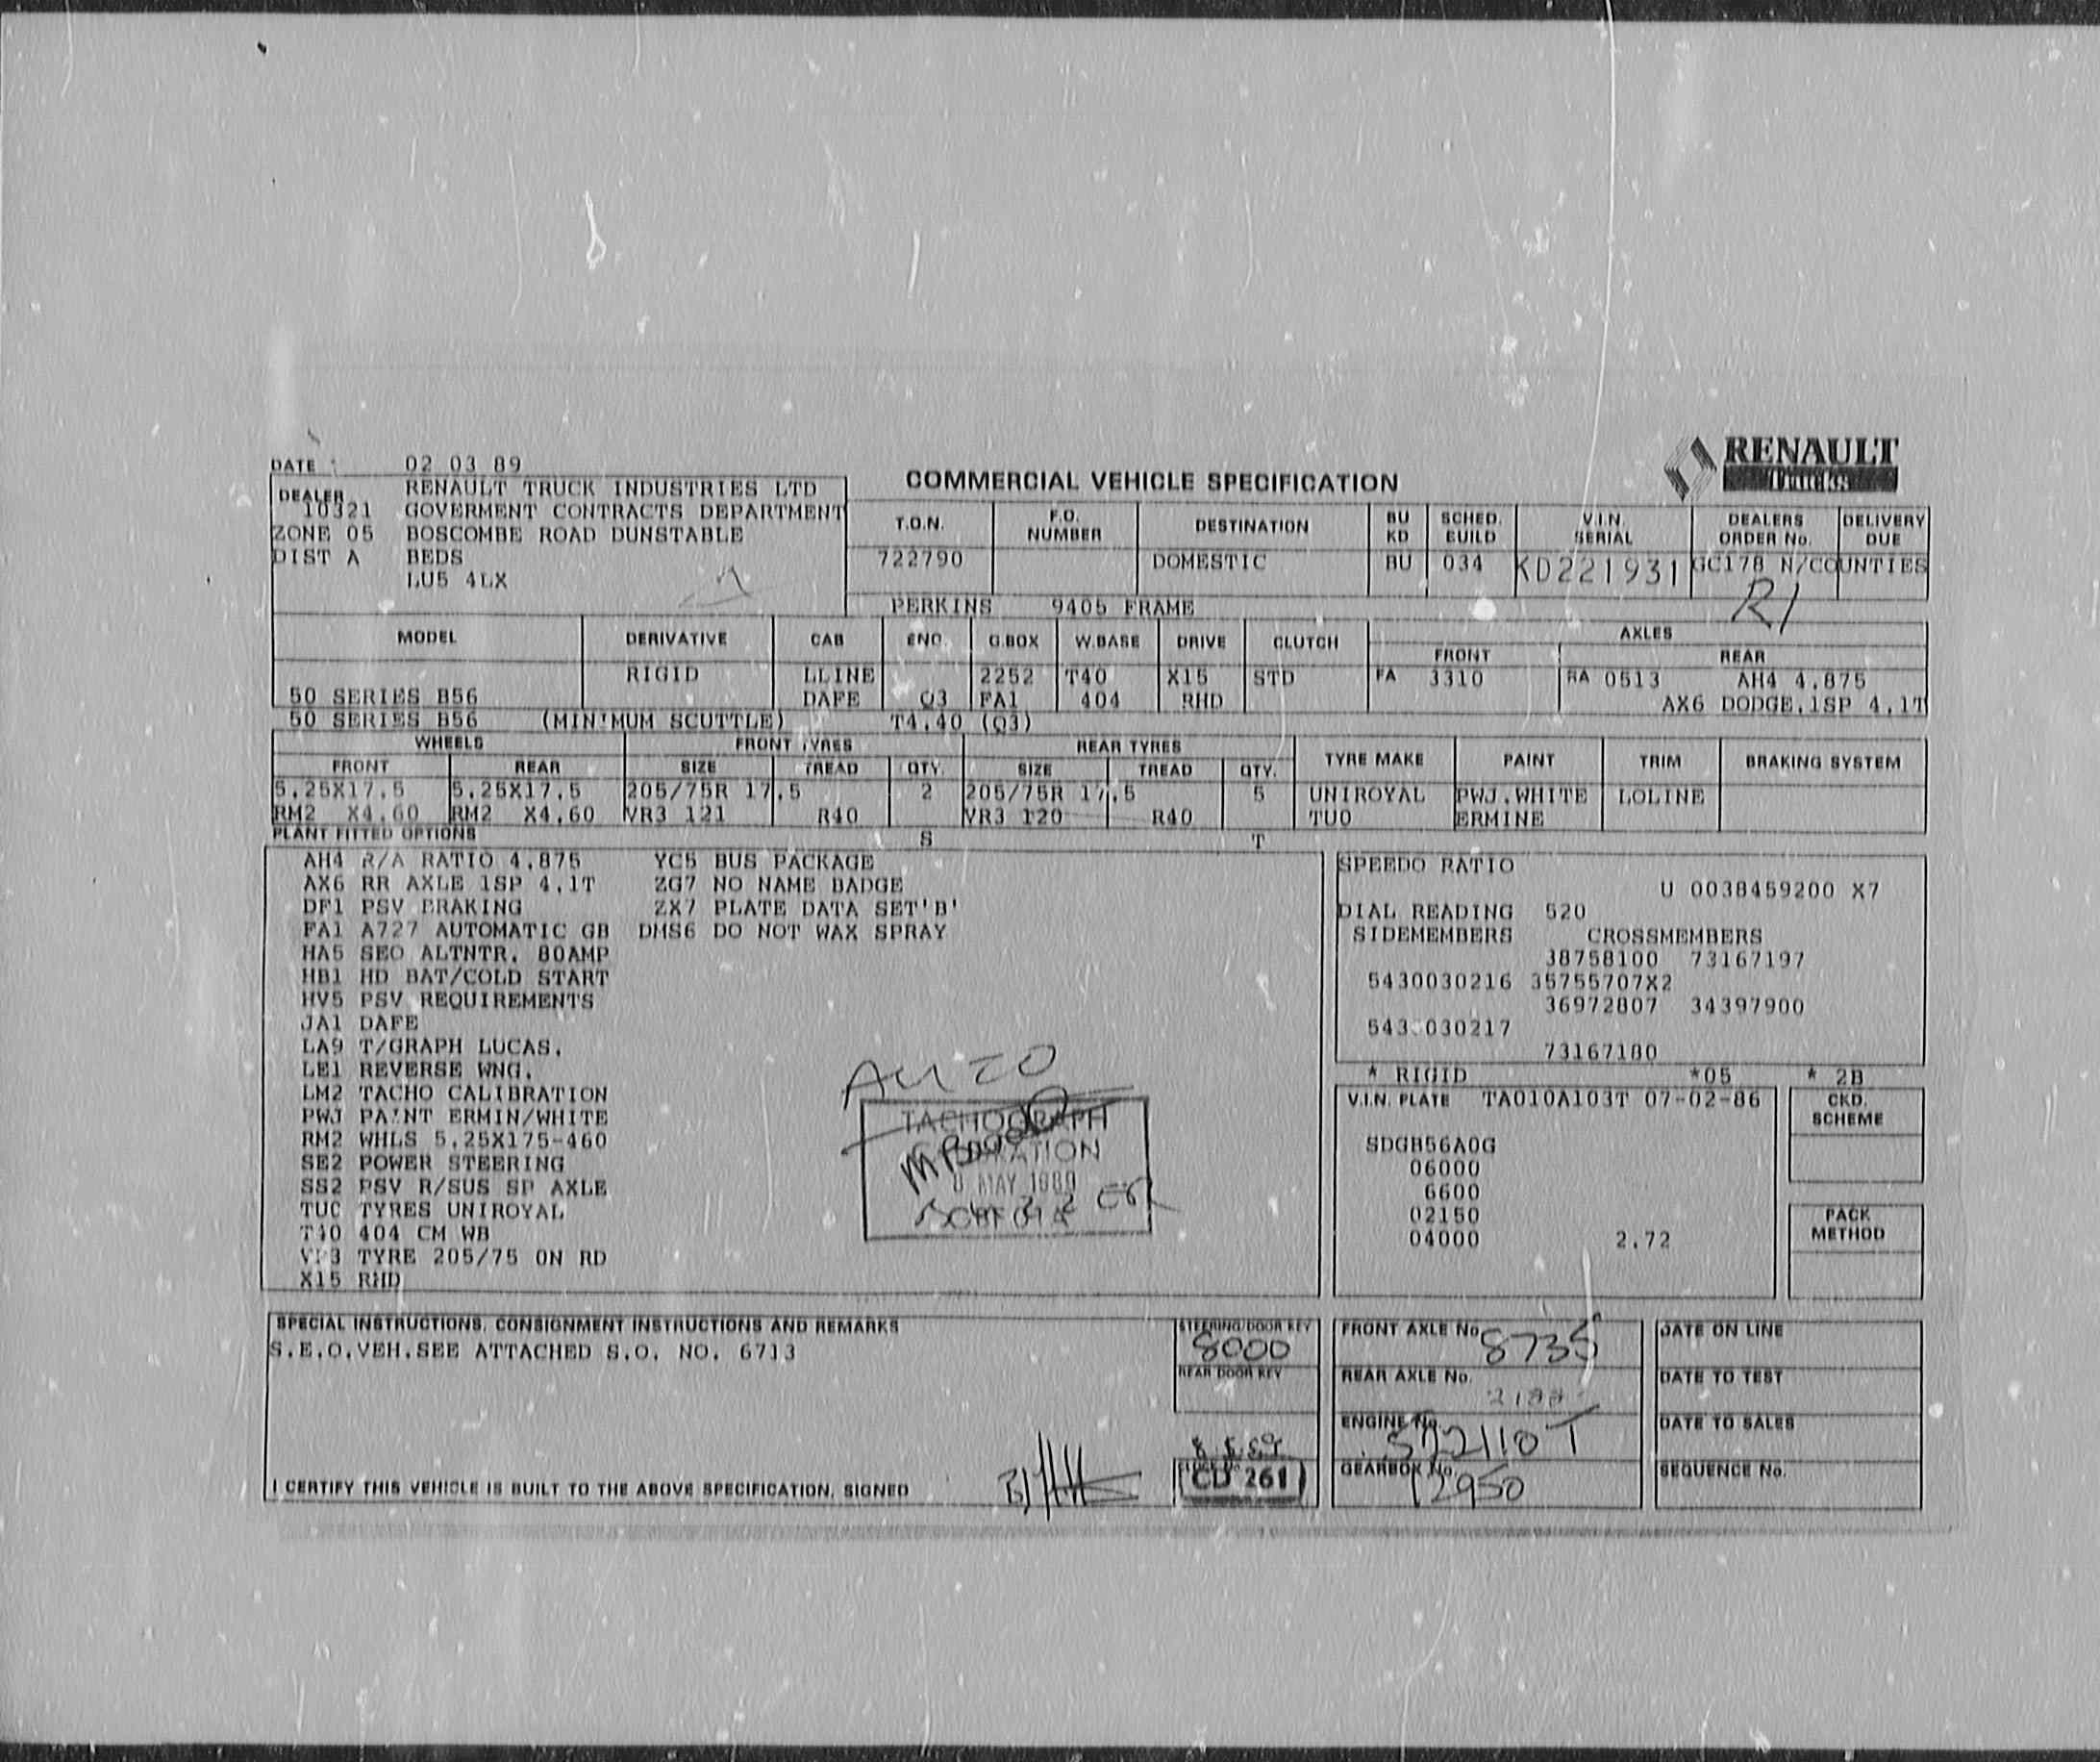 RENAULT
Trucks
DATE : 02 03 89
COMMERCIAL VEHICLE SPECIFICATION
DEALER RENAULT TRUCK INDUSTRIES LTD
10321 GOVERMENT CONTRACTS DEPARTMENT
ZONE 05 BOSCOMBE ROAD DUNSTABLE
DIST A BEDS
LU5 4LX
T.O.N. F.O. NUMBER DESTINATION BU KD SCHED. BUILD V.I.N. SERIAL DEALERS ORDER No. DELIVERY DUE
722790 DOMESTIC BU 034 KD221931 GC178 N/COUNTIES
R1
PERKINS 9405 FRAME
MODEL DERIVATIVE CAB ENG. G.BOX W.BASE DRIVE CLUTCH AXLES
FRONT REAR
RIGID LLINE 2252 T40 X15 STD FA 3310 RA 0513 AH4 4.875
50 SERIES B56 DAFE Q3 FA1 404 RHD AX6 DODGE.1SP 4.1T
50 SERIES B56 (MIN'MUM SCUTTLE) T4.40 (Q3)
WHEELS FRONT TYRES REAR TYRES TYRE MAKE PAINT TRIM BRAKING SYSTEM
FRONT REAR SIZE TREAD QTY. SIZE TREAD QTY.
5.25X17.5 5.25X17.5 205/75R 17.5 2 205/75R 17.5 5 UNIROYAL PWJ.WHITE LOLINE
RM2 X4.60 RM2 X4.60 VR3 121 R40 VR3 120 R40 TUO ERMINE
PLANT FITTED OPTIONS S T
AH4 R/A RATIO 4.875 YC5 BUS PACKAGE
AX6 RR AXLE 1SP 4.1T ZG7 NO NAME BADGE
DF1 PSV BRAKING ZX7 PLATE DATA SET'B'
FA1 A727 AUTOMATIC GB DMS6 DO NOT WAX SPRAY
HA5 SEO ALTNTR. 80AMP
HB1 HD BAT/COLD START
HV5 PSV REQUIREMENTS
JA1 DAFE
LA9 T/GRAPH LUCAS.
LE1 REVERSE WNG.
LM2 TACHO CALIBRATION
PWJ PA'NT ERMIN/WHITE
RM2 WHLS 5.25X175-460
SE2 POWER STEERING
SS2 PSV R/SUS SP AXLE
TUC TYRES UNIROYAL
T40 404 CM WB
VR3 TYRE 205/75 ON RD
X15 RHD
TACHOGRAPH
MAY 1989
SPEEDO RATIO
U 0038459200 X7
DIAL READING 520
SIDEMEMBERS CROSSMEMBERS
38758100 73167197
5430030216 35755707X2
36972807 34397900
543 030217
73167180
* RIGID *05 * 2B
V.I.N. PLATE TA010A103T 07-02-86
SDGB56A0G
06000
6600
02150
04000 2.72
CKD. SCHEME
PACK METHOD
SPECIAL INSTRUCTIONS, CONSIGNMENT INSTRUCTIONS AND REMARKS
S.E.O.VEH.SEE ATTACHED S.O. NO. 6713
I CERTIFY THIS VEHICLE IS BUILT TO THE ABOVE SPECIFICATION, SIGNED
STEERING/DOOR KEY
8000
REAR DOOR KEY
8 5 89
CD 261
FRONT AXLE No. 8735
REAR AXLE No.
ENGINE No.
GEARBOX No. 12950
DATE ON LINE
DATE TO TEST
DATE TO SALES
SEQUENCE No.